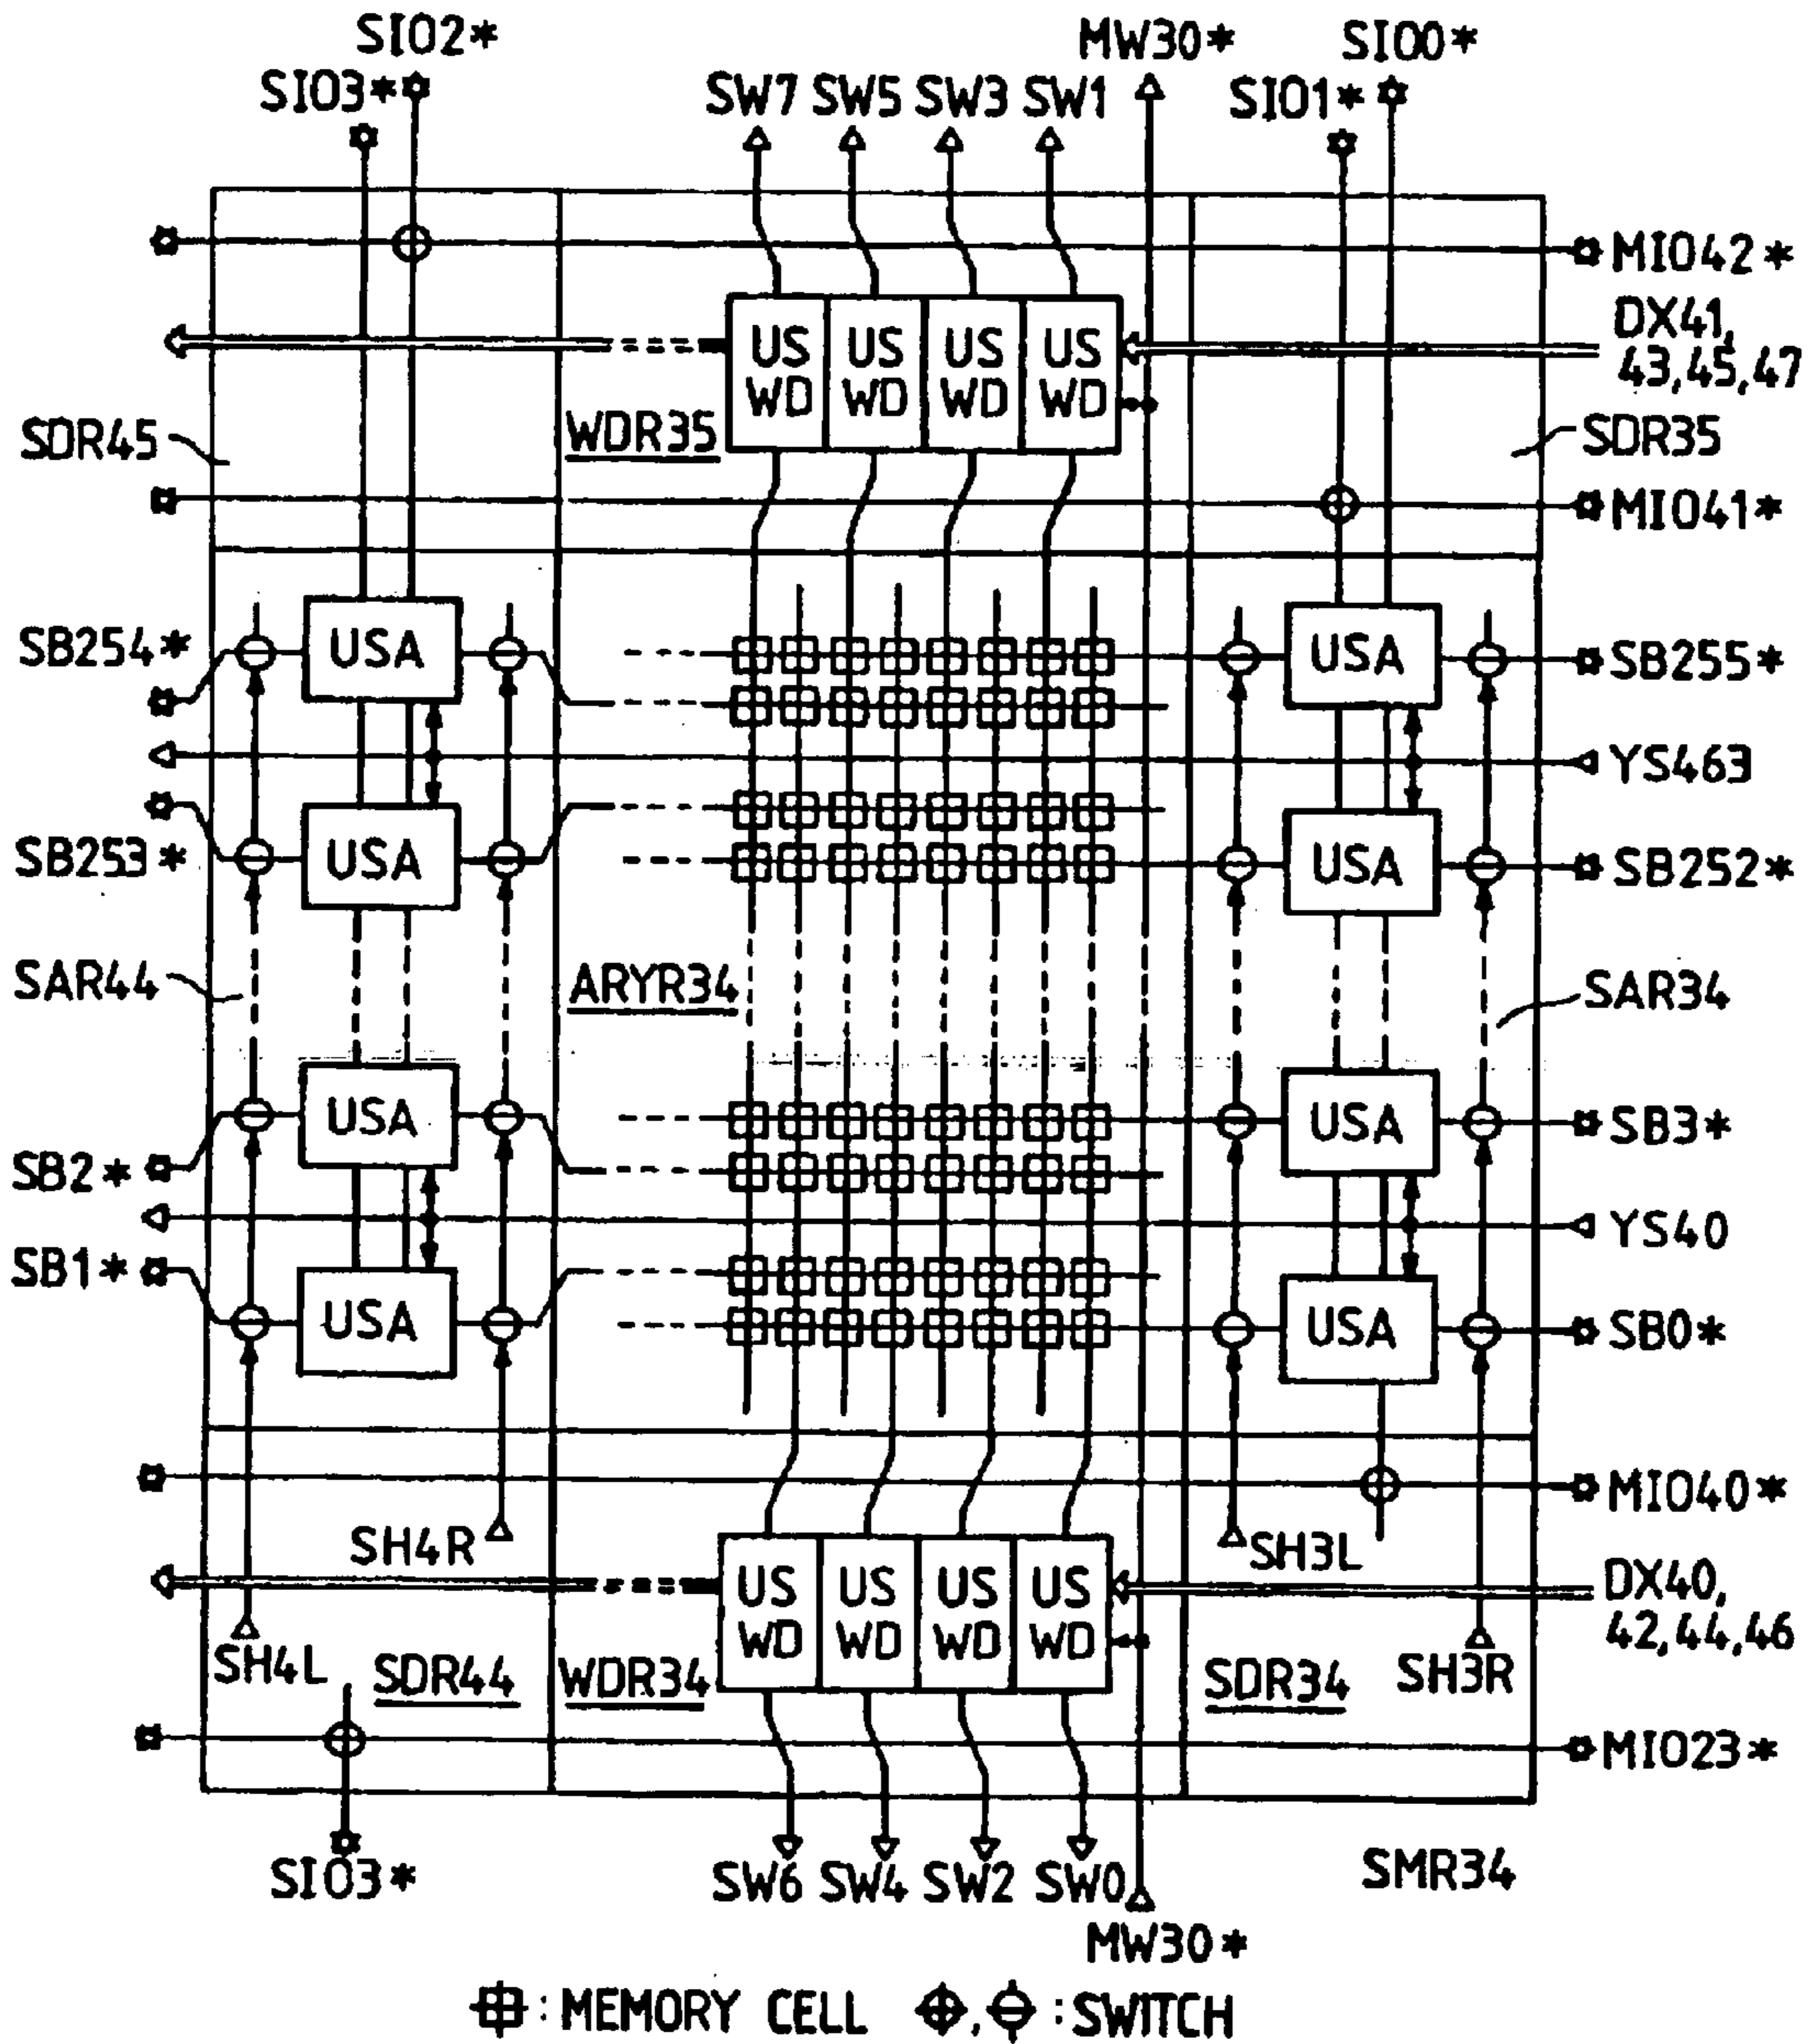 SIO2* MW30* SIO0*
SIO3* SW7 SW5 SW3 SW1 SIO1*
MIO42*
US US US US DX41,
WD WD WD WD 43,45,47
SDR45 WDR35 SDR35
MIO41*
SB254* USA USA SB255*
YS463
SB253* USA USA SB252*
SAR44 ARYR34 SAR34
USA USA SB3*
SB2*
YS40
SB1*
USA USA SB0*
MIO40*
SH4R SH3L
US US US US DX40,
WD WD WD WD 42,44,46
SH4L SDR44 WDR34 SDR34 SH3R
MIO23*
SIO3* SW6 SW4 SW2 SW0 SMR34
MW30*
: MEMORY CELL , : SWITCH